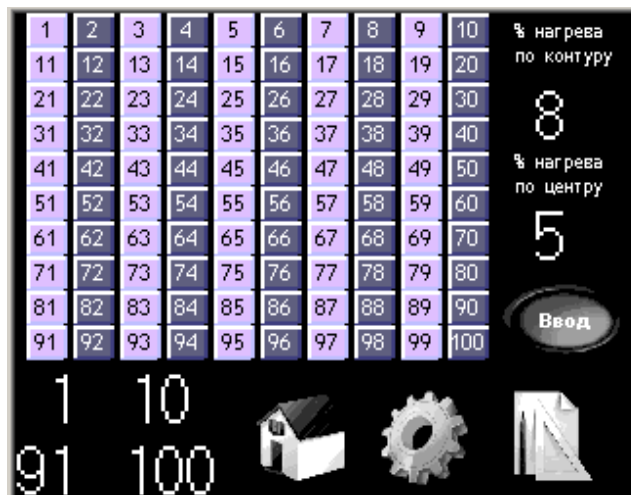 1 2 3 4 5 6 7 8 9 10
11 12 13 14 15 16 17 18 19 20
21 22 23 24 25 26 27 28 29 30
31 32 33 34 35 36 37 38 39 40
41 42 43 44 45 46 47 48 49 50
51 52 53 54 55 56 57 58 59 60
61 62 63 64 65 66 67 68 69 70
71 72 73 74 75 76 77 78 79 80
81 82 83 84 85 86 87 88 89 90
91 92 93 94 95 96 97 98 99 100
% нагрева
по контуру
8
% нагрева
по центру
5
Ввод
1 10
91 100